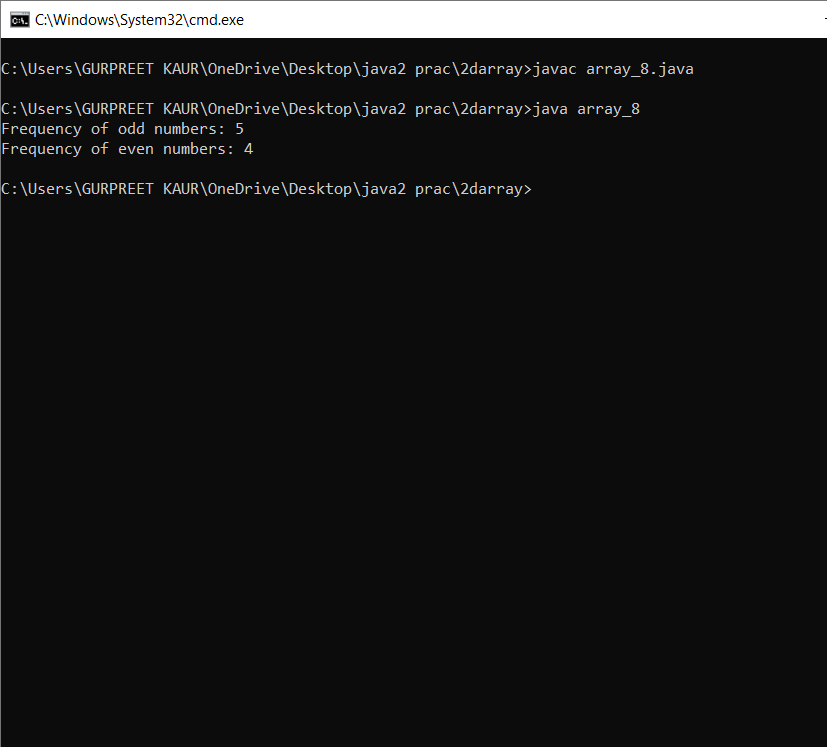 C:\Windows\System32\cmd.exe
C:\Users\GURPREET KAUR\OneDrive\Desktop\java2 prac\2darray>javac array_8.java
C:\Users\GURPREET KAUR\OneDrive\Desktop\java2 prac\2darray>java array_8
Frequency of odd numbers: 5
Frequency of even numbers: 4
C:\Users\GURPREET KAUR\OneDrive\Desktop\java2 prac\2darray>